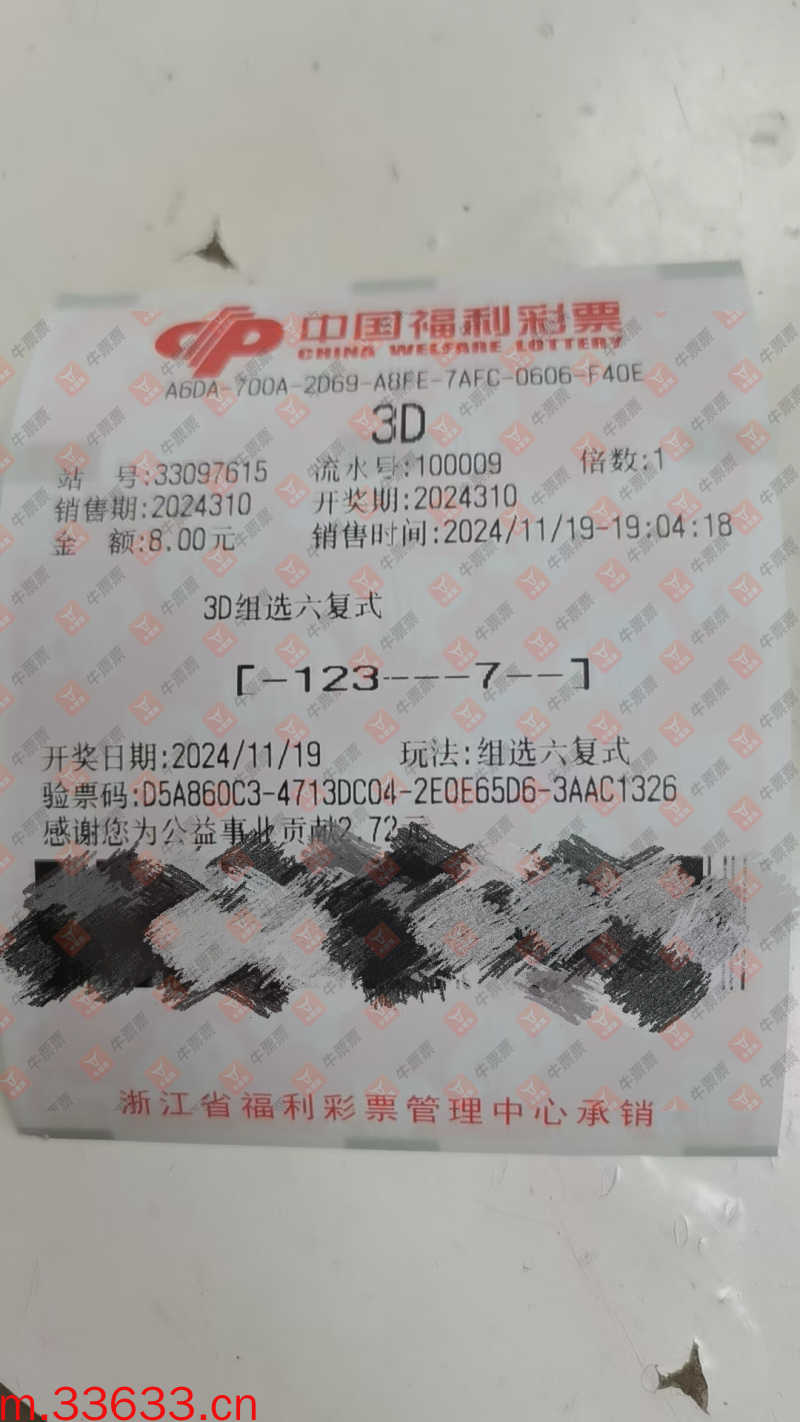 中国福利彩票
CHINA WELFARE LOTTERY
A6DA-700A-2D69-A8FE-7AFC-0606-F40E
3D
站 号:33097615 流水号:100009 倍数:1
销售期:2024310 开奖期:2024310
金 额:8.00元 销售时间:2024/11/19-19:04:18
3D组选六复式
[-123---7--]
开奖日期:2024/11/19 玩法:组选六复式
验票码:D5A860C3-4713DC04-2E0E65D6-3AAC1326
感谢您为公益事业贡献2.72元
浙江省福利彩票管理中心承销
牛票票
m.33633.cn